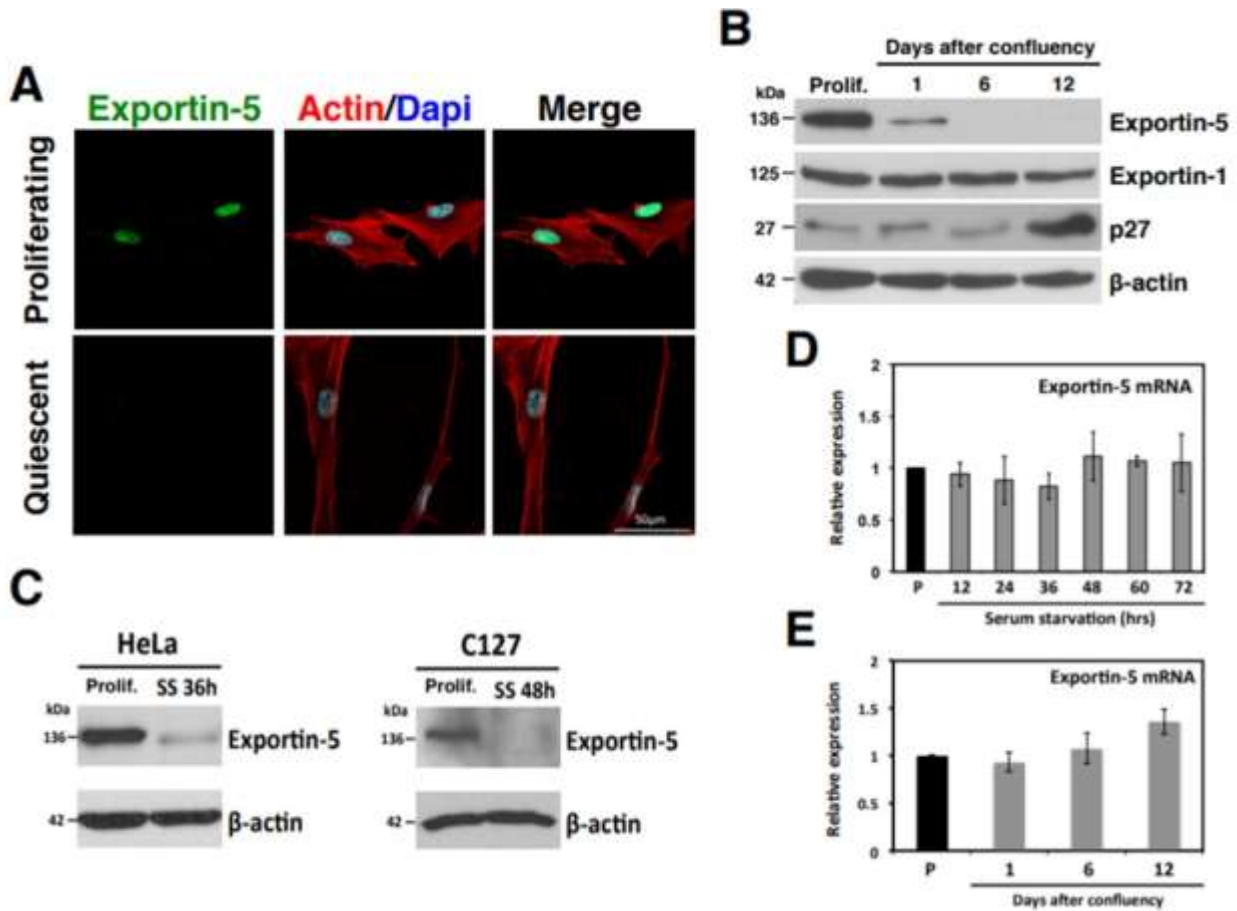 A
Exportin-5 Actin/Dapi Merge
Proliferating
Quiescent
50µm
B
Days after confluency
kDa Prolif. 1 6 12
136 Exportin-5
125 Exportin-1
27 p27
42 β-actin
C
HeLa
kDa Prolif. SS 36h
136 Exportin-5
42 β-actin
C127
kDa Prolif. SS 48h
136 Exportin-5
42 β-actin
D
Exportin-5 mRNA
Relative expression
2
1.5
1
0.5
0
P 12 24 36 48 60 72
Serum starvation (hrs)
E
Exportin-5 mRNA
Relative expression
2
1.5
1
0.5
0
P 1 6 12
Days after confluency